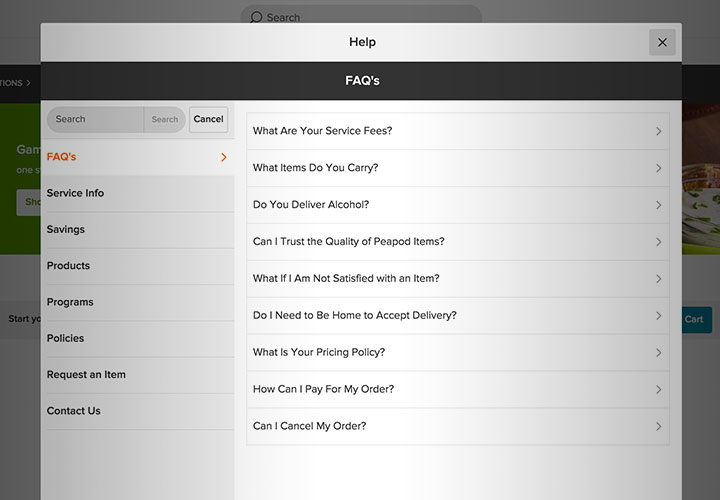 Search
Help
FAQ's
TIONS
Search
Search
Cancel
FAQ's
Service Info
Savings
Products
Programs
Policies
Request an Item
Contact Us
What Are Your Service Fees?
What Items Do You Carry?
Do You Deliver Alcohol?
Can I Trust the Quality of Peapod Items?
What If I Am Not Satisfied with an Item?
Do I Need to Be Home to Accept Delivery?
What Is Your Pricing Policy?
How Can I Pay For My Order?
Can I Cancel My Order?
Gam
one s
Sho
Start yo
Cart